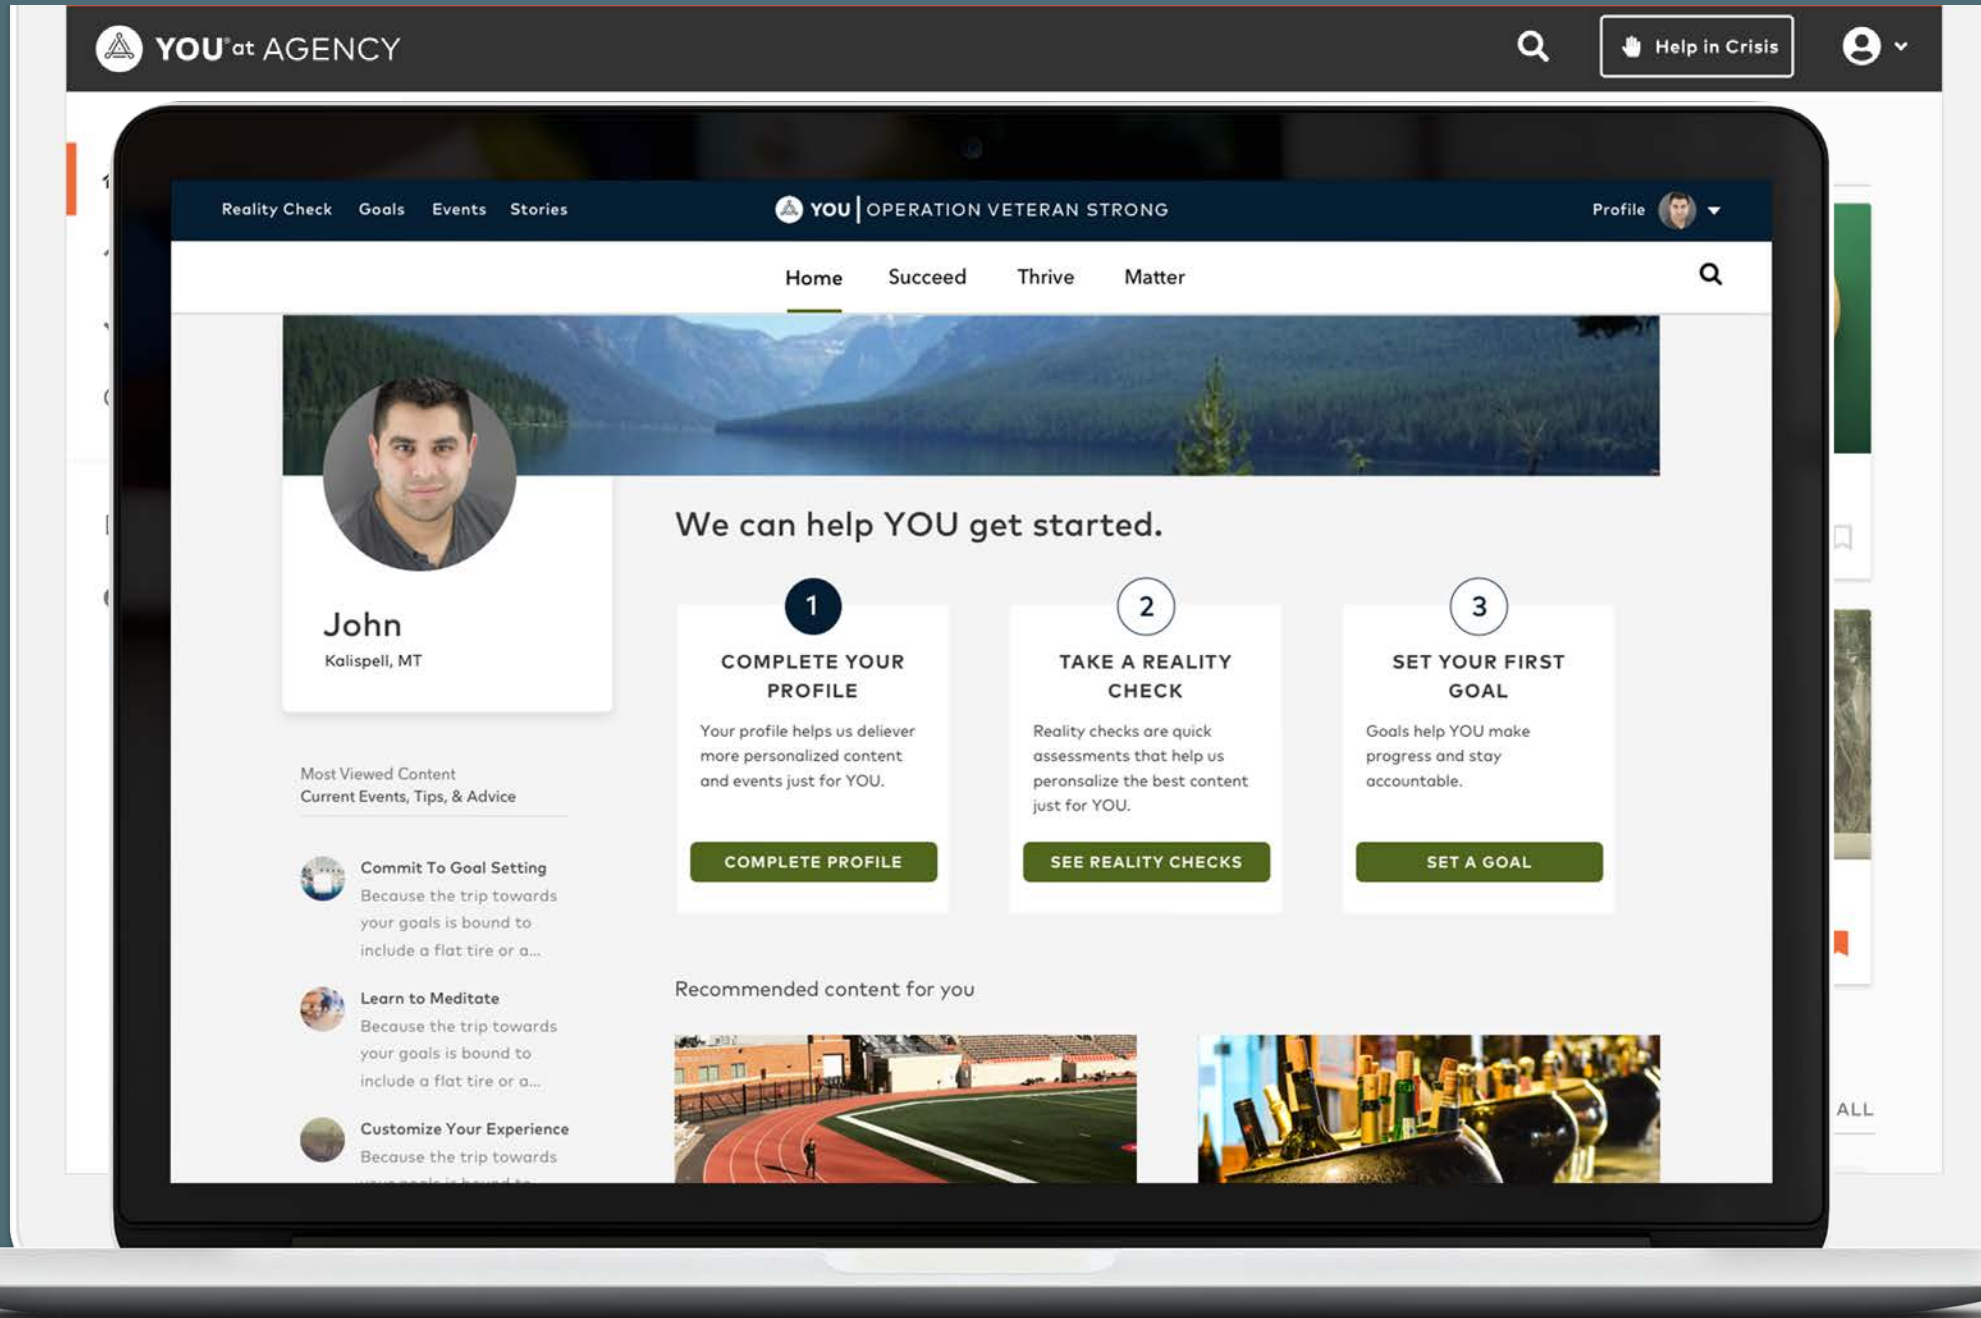 YOU® at AGENCY
Help in Crisis
Reality Check Goals Events Stories
YOU | OPERATION VETERAN STRONG
Profile
Home Succeed Thrive Matter
John
Kalispell, MT
Most Viewed Content
Current Events, Tips, & Advice
Commit To Goal Setting
Because the trip towards
your goals is bound to
include a flat tire or a...
Learn to Meditate
Because the trip towards
your goals is bound to
include a flat tire or a...
Customize Your Experience
Because the trip towards
your goals is bound to
We can help YOU get started.
1
COMPLETE YOUR
PROFILE
Your profile helps us deliever
more personalized content
and events just for YOU.
COMPLETE PROFILE
2
TAKE A REALITY
CHECK
Reality checks are quick
assessments that help us
peronsalize the best content
just for YOU.
SEE REALITY CHECKS
3
SET YOUR FIRST
GOAL
Goals help YOU make
progress and stay
accountable.
SET A GOAL
Recommended content for you
ALL